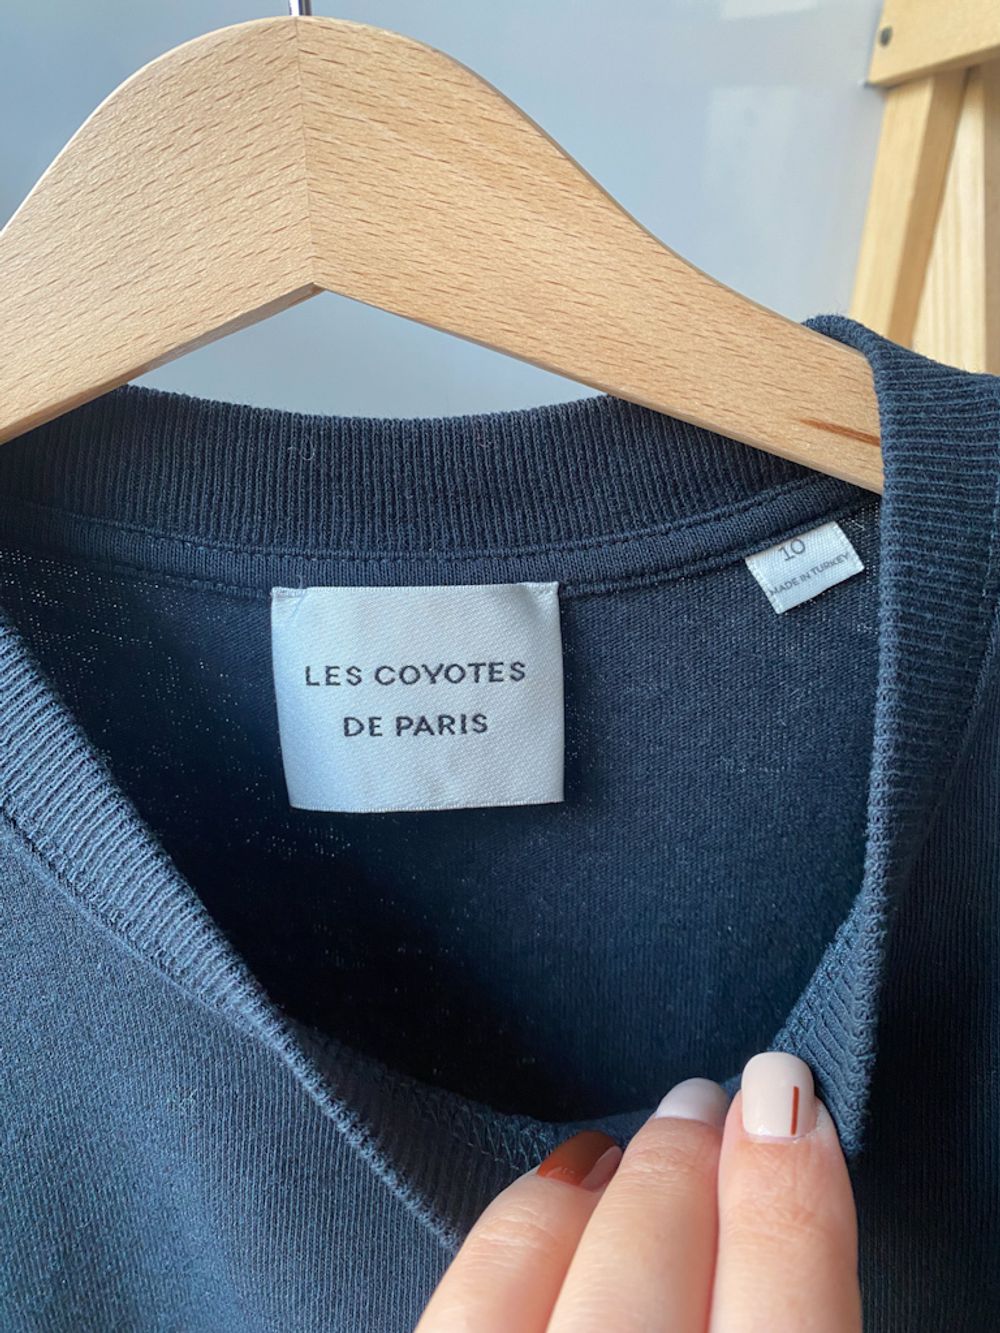 LES COYOTES
DE PARIS
10
MADE IN TURKEY